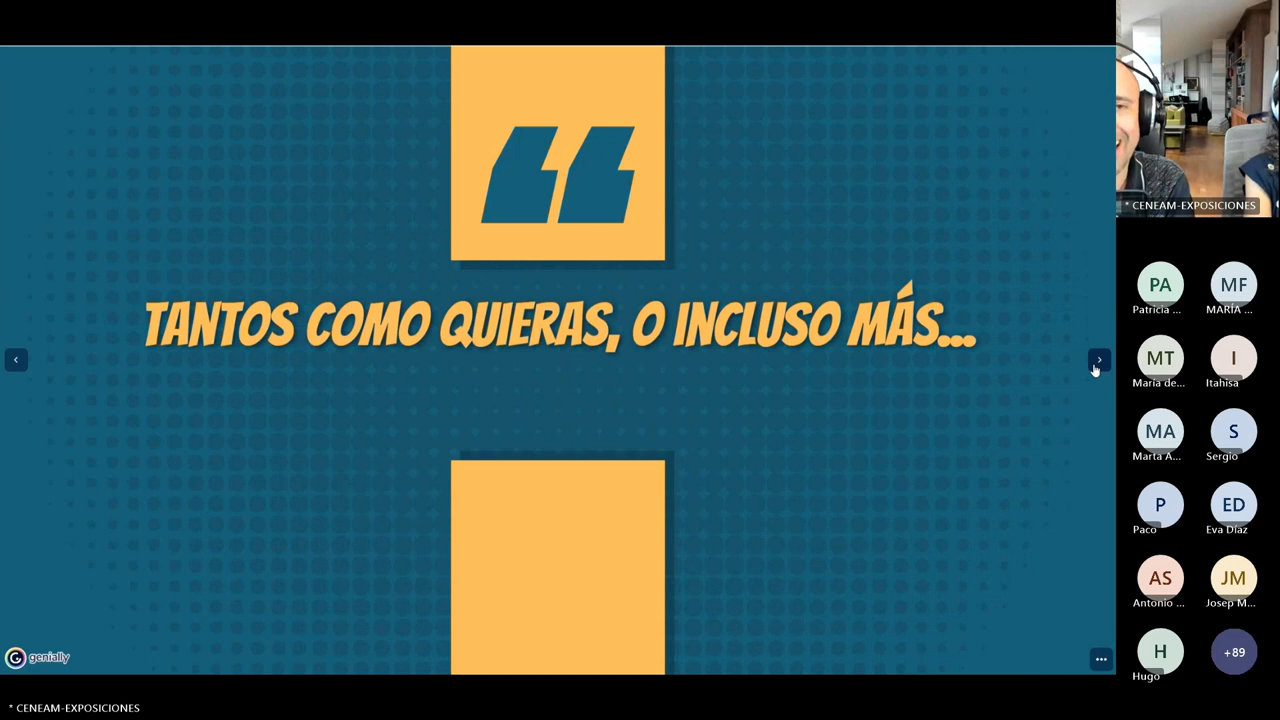 TANTOS COMO QUIERAS, O INCLUSO MÁS...
genially
* CENEAM-EXPOSICIONES
PA MF
Patricia ... MARÍA ...
MT I
María de... Itahisa
MA S
Marta A... Sergio
P ED
Paco Eva Díaz
AS JM
Antonio ... Josep M...
H +89
Hugo
* CENEAM-EXPOSICIONES